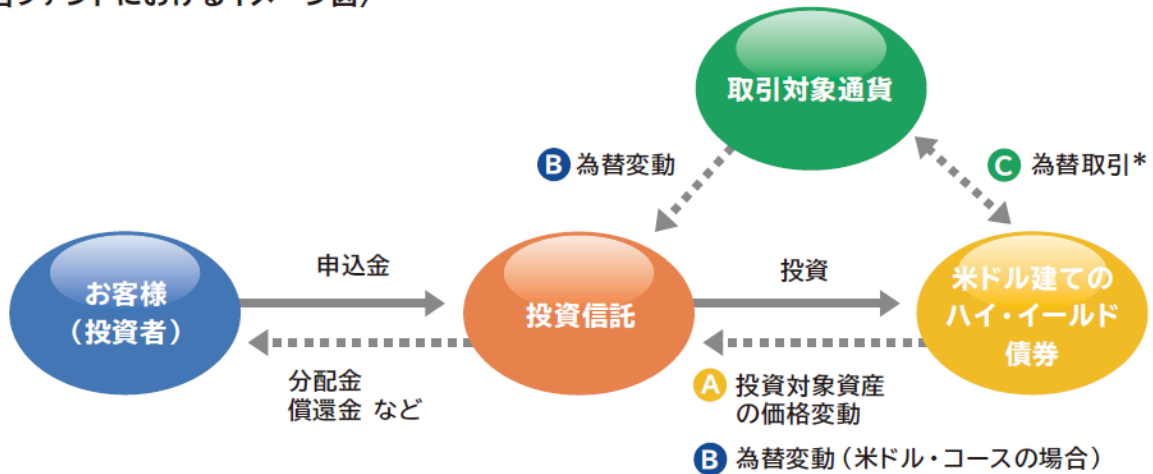 取引対象通貨
B 為替変動
C 為替取引*
お客様
（投資者）
申込金
投資信託
投資
米ドル建ての
ハイ・イールド
債券
分配金
償還金 など
A 投資対象資産
の価格変動
B 為替変動（米ドル・コースの場合）